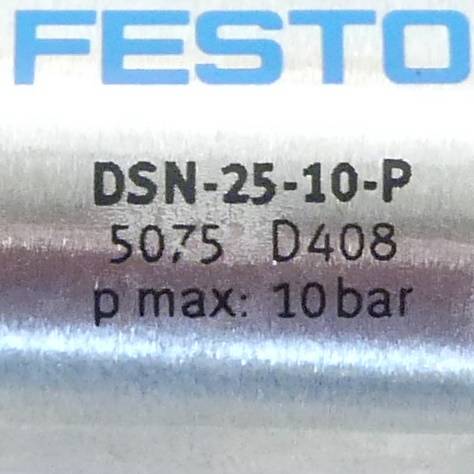 FESTO
DSN-25-10-P
5075 D408
p max: 10 bar